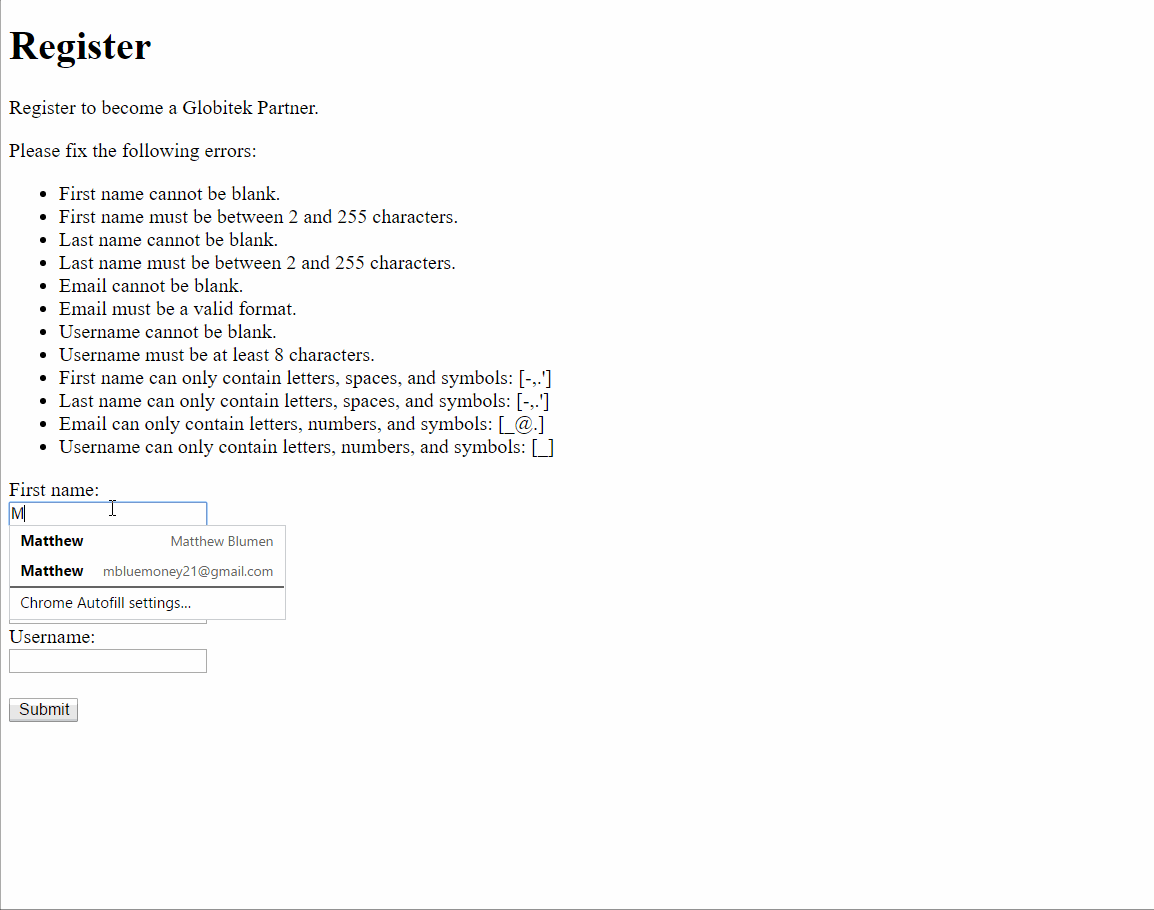 Register
Register to become a Globitek Partner.
Please fix the following errors:
First name cannot be blank.
First name must be between 2 and 255 characters.
Last name cannot be blank.
Last name must be between 2 and 255 characters.
Email cannot be blank.
Email must be a valid format.
Username cannot be blank.
Username must be at least 8 characters.
First name can only contain letters, spaces, and symbols: [-,.']
Last name can only contain letters, spaces, and symbols: [-,.']
Email can only contain letters, numbers, and symbols: [_@.]
Username can only contain letters, numbers, and symbols: [_]
First name:
M
Matthew Matthew Blumen
Matthew mbluemoney21@gmail.com
Chrome Autofill settings...
Username:
Submit